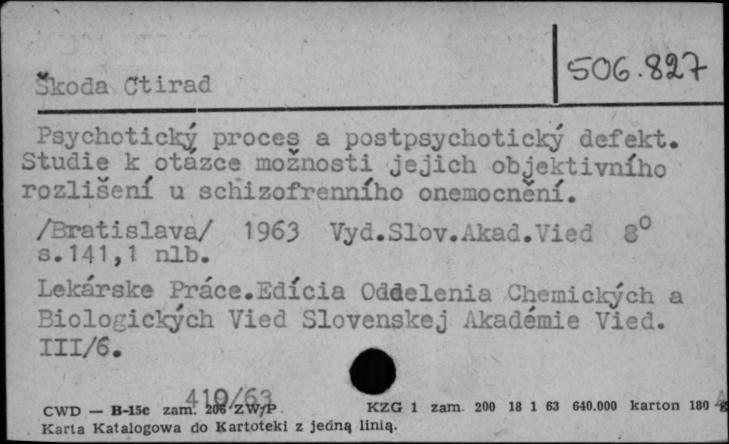 506.827
Škoda Ctirad
Psychotický proces a postpsychotický defekt.
Studie k otázce možnosti jejich objektivního
rozlišení u schizofrenního onemocnění.
/Bratislava/ 1963 Vyd.Slov.Akad.Vied 8°
s.141,1 nlb.
Lekárske Práce.Edícia Oddelenia Chemických a
Biologických Vied Slovenskej Akadémie Vied.
III/6.
410/63
CWD — B-15c zam. 206 ZW/P KZG 1 zam. 200 18 1 63 640.000 karton 180 g
Karta Katalogowa do Kartoteki z jedną linią.